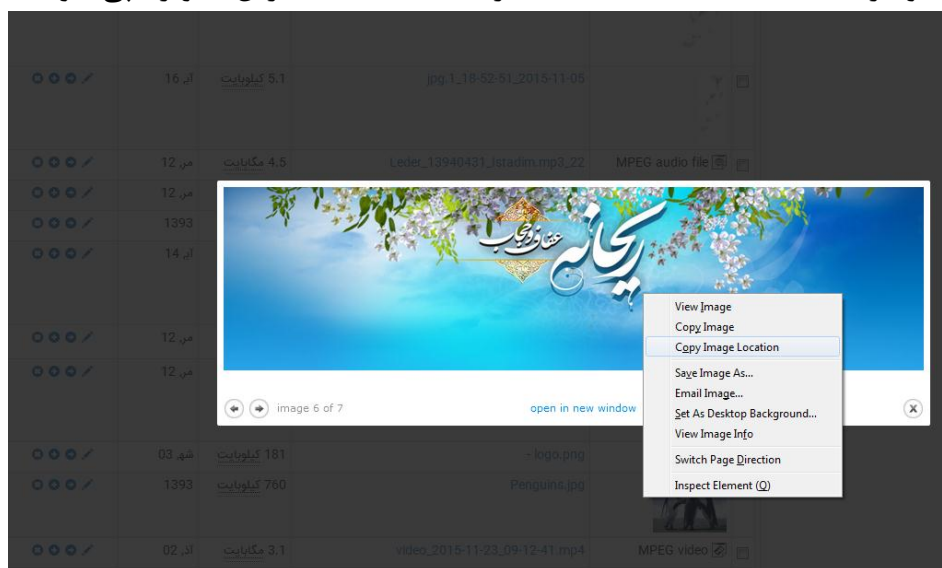 5.1 کیلوبایت
آذ 16
jpg.1_18-52-51_2015-11-05
MPEG audio file
Leder_13940431_Istadim.mp3_22
4.5 مگابایت
من 12
من 12
1393
آذ 14
ریحانه
عفاف و حجاب
View Image
Copy Image
Copy Image Location
Save Image As...
Email Image...
Set As Desktop Background...
View Image Info
Switch Page Direction
Inspect Element (Q)
من 12
من 12
image 6 of 7
open in new window
- logo.png
181 کیلوبایت
شهر 03
Penguins.jpg
760 کیلوبایت
1393
MPEG video
video_2015-11-23_09-12-41.mp4
3.1 مگابایت
آذ 02